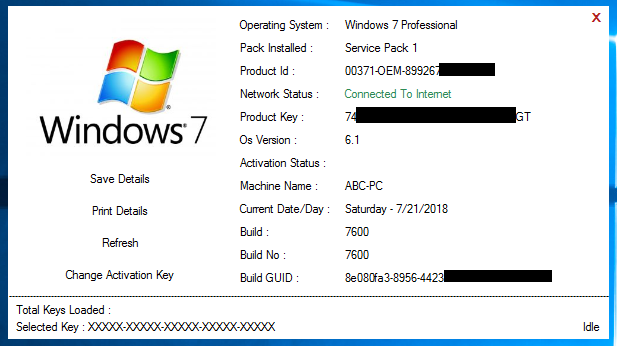 X
Operating System : Windows 7 Professional
Pack Installed : Service Pack 1
Product Id : 00371-OEM-899267
Network Status : Connected To Internet
Product Key : 74 GT
Os Version : 6.1
Activation Status :
Machine Name : ABC-PC
Current Date/Day : Saturday - 7/21/2018
Build : 7600
Build No : 7600
Build GUID : 8e080fa3-8956-4423
Windows® 7
Save Details
Print Details
Refresh
Change Activation Key
Total Keys Loaded :
Selected Key : XXXXX-XXXXX-XXXXX-XXXXX-XXXXX
Idle